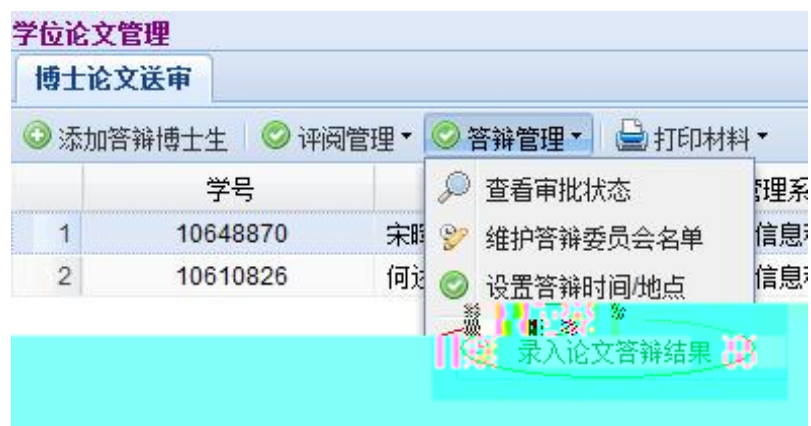 学位论文管理
博士论文送审
添加答辩博士生 评阅管理 答辩管理 打印材料
学号
查看审批状态
管理系
1 10648870 宋
维护答辩委员会名单
信息
2 10610826 何
设置答辩时间/地点
信息
录入论文答辩结果